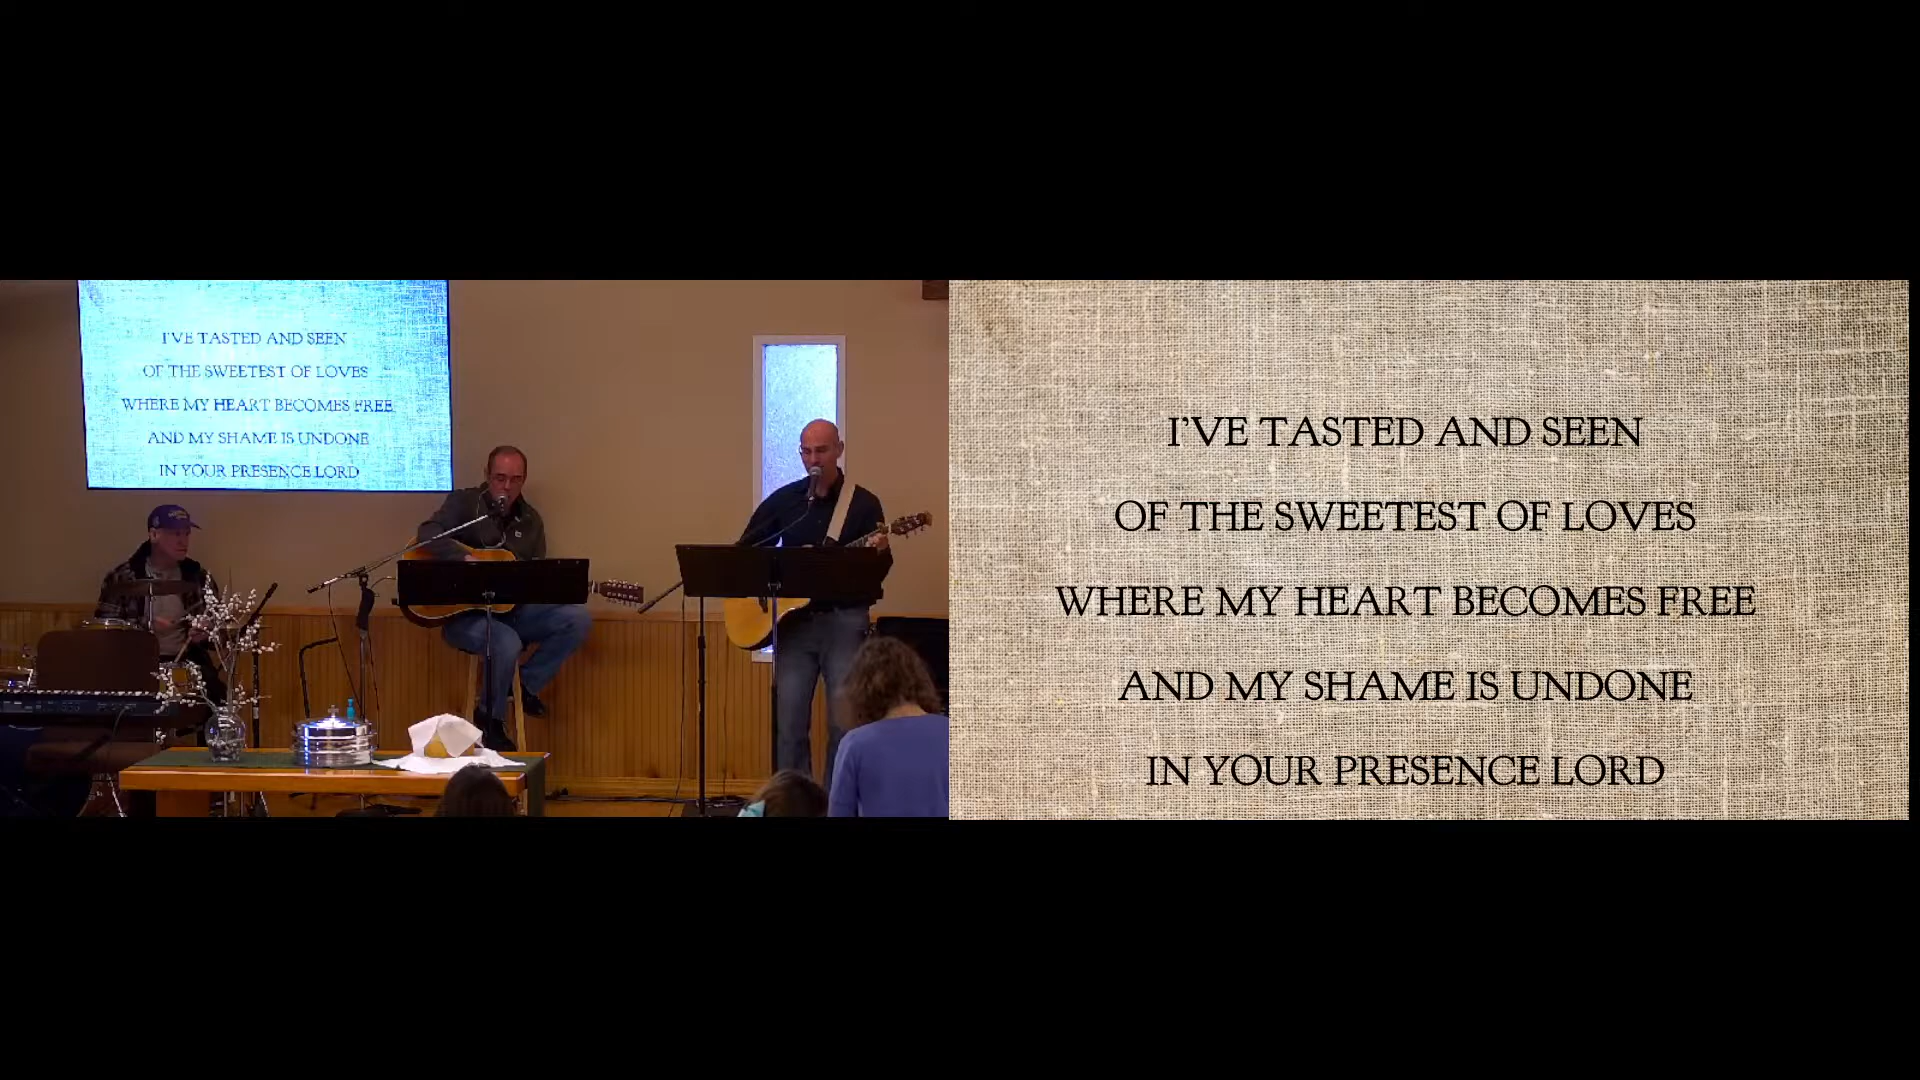 I'VE TASTED AND SEEN
OF THE SWEETEST OF LOVES
WHERE MY HEART BECOMES FREE
AND MY SHAME IS UNDONE
IN YOUR PRESENCE LORD
I'VE TASTED AND SEEN
OF THE SWEETEST OF LOVES
WHERE MY HEART BECOMES FREE
AND MY SHAME IS UNDONE
IN YOUR PRESENCE LORD